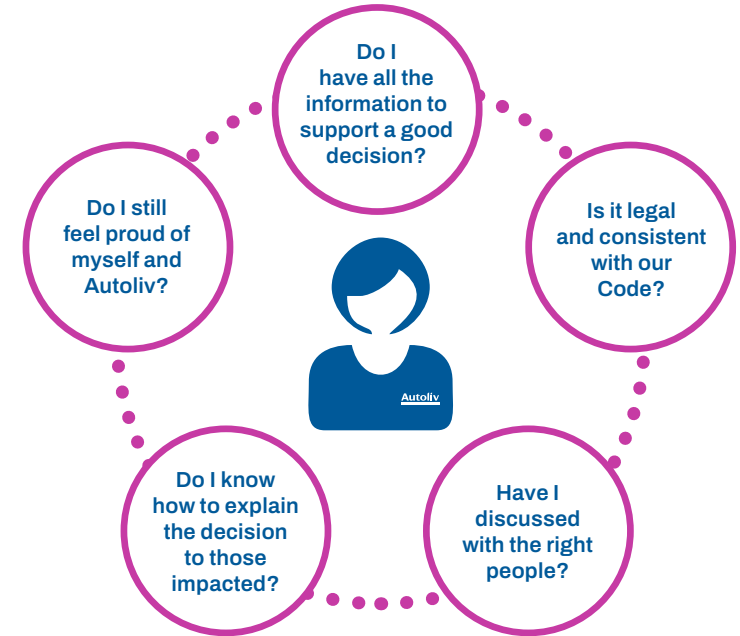 Do I
have all the
information to
support a good
decision?
Is it legal
and consistent
with our
Code?
Have I
discussed
with the right
people?
Do I know
how to explain
the decision
to those
impacted?
Do I still
feel proud of
myself and
Autoliv?
Autoliv